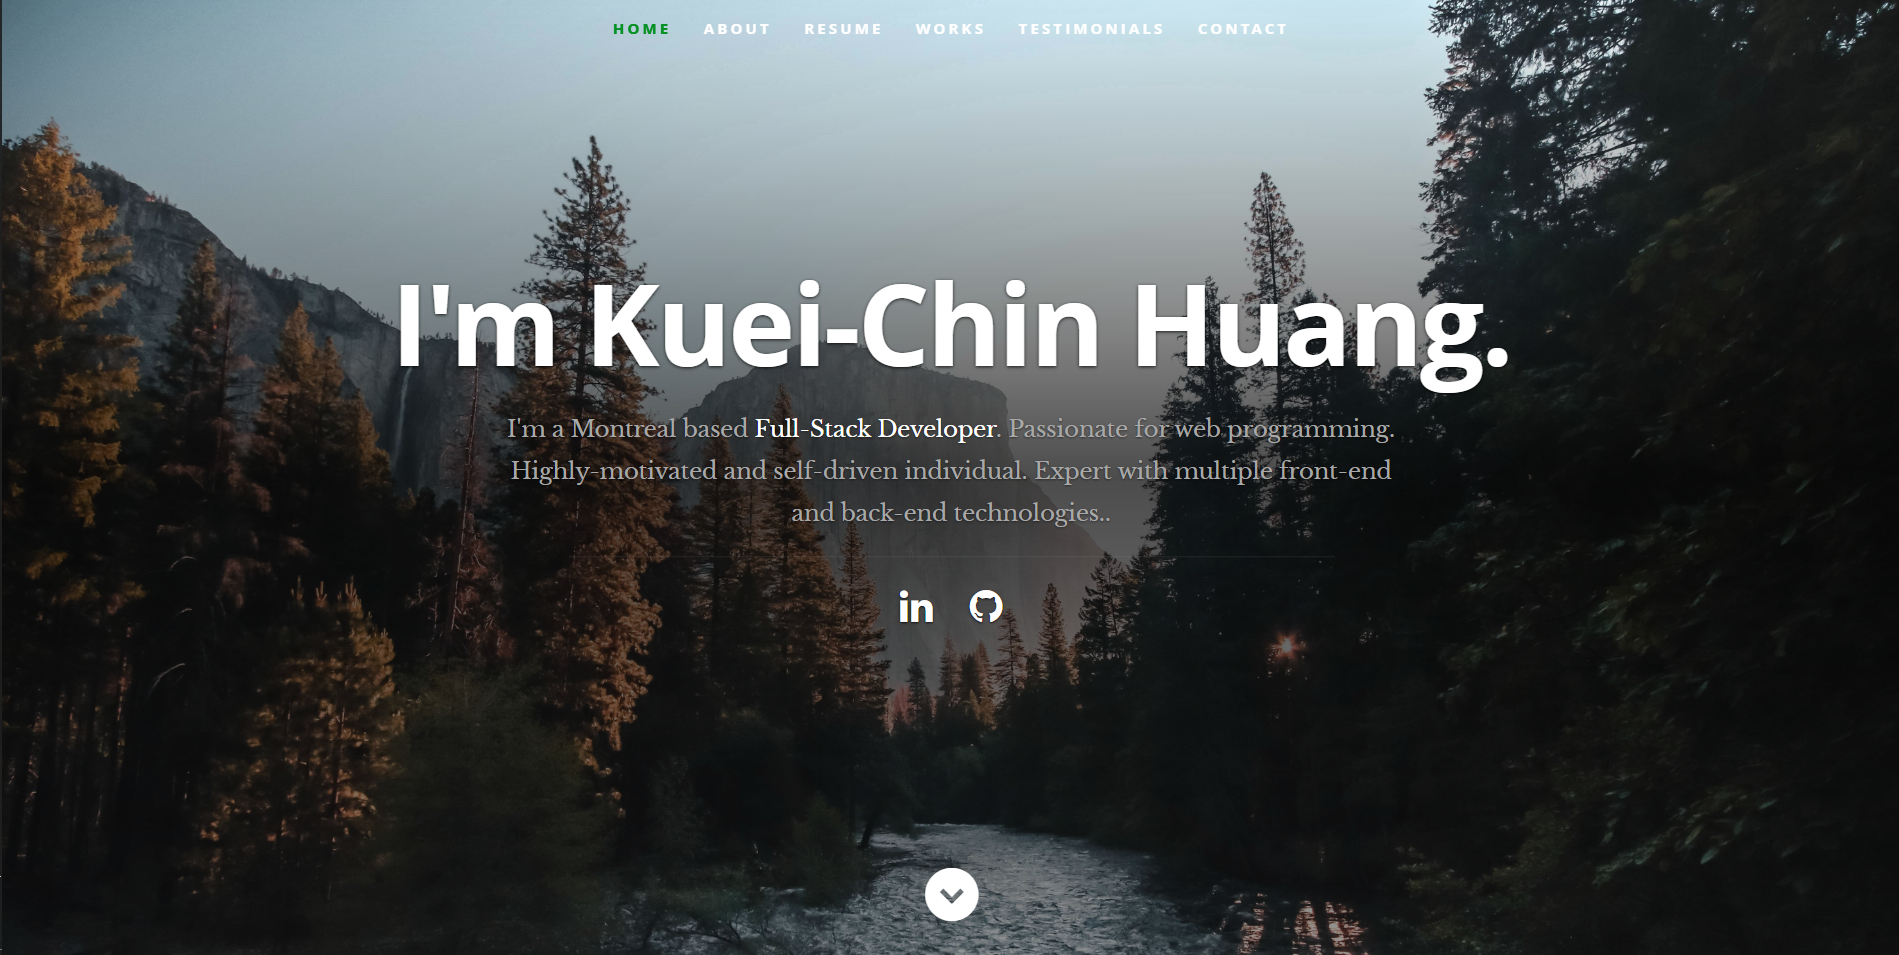 HOME ABOUT RESUME WORKS TESTIMONIALS CONTACT
I'm Kuei-Chin Huang.
I'm a Montreal based Full-Stack Developer. Passionate for web programming.
Highly-motivated and self-driven individual. Expert with multiple front-end
and back-end technologies..
in